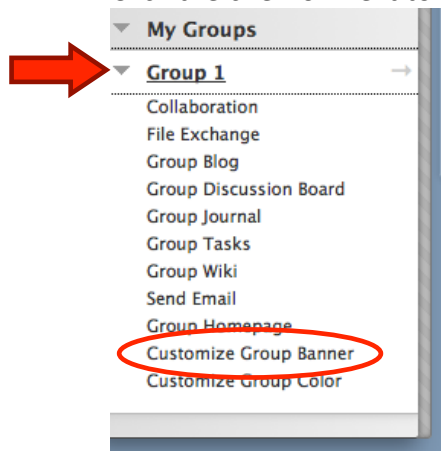 My Groups
Group 1
Collaboration
File Exchange
Group Blog
Group Discussion Board
Group Journal
Group Tasks
Group Wiki
Send Email
Group Homepage
Customize Group Banner
Customize Group Color